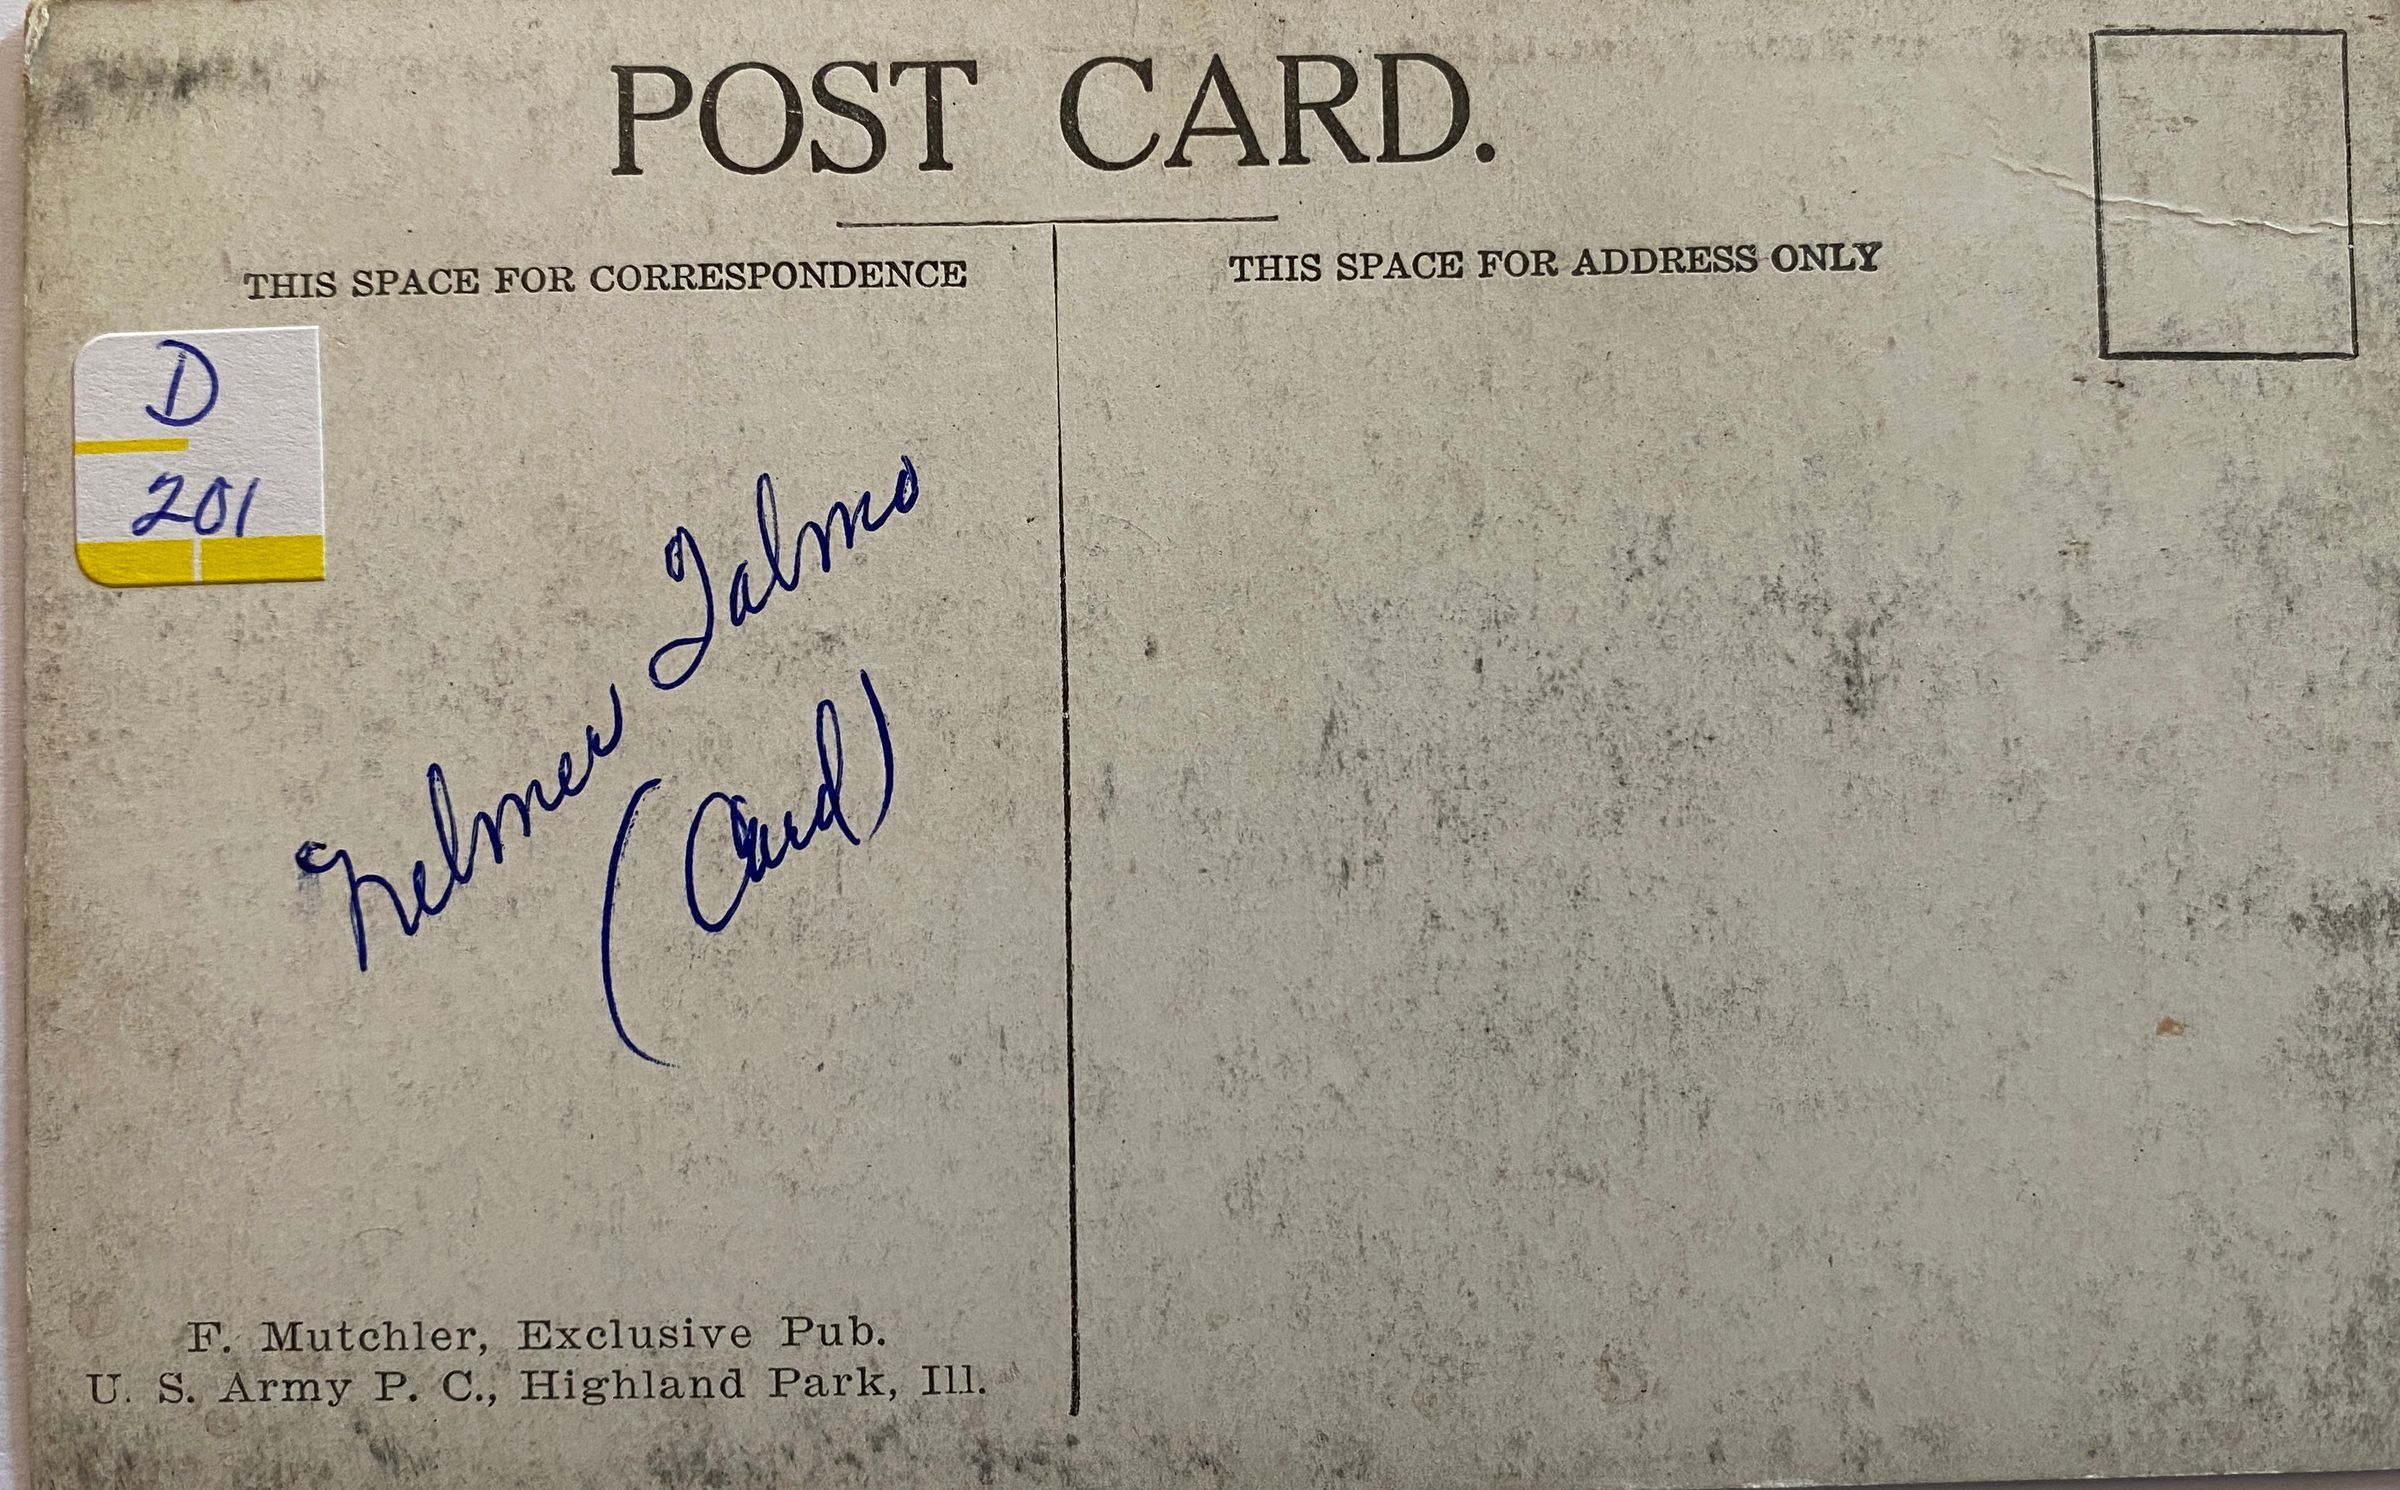 POST CARD.
THIS SPACE FOR CORRESPONDENCE
THIS SPACE FOR ADDRESS ONLY
D
201
Nelmer Talmo
(Card)
F. Mutchler, Exclusive Pub.
U. S. Army P. C., Highland Park, Ill.